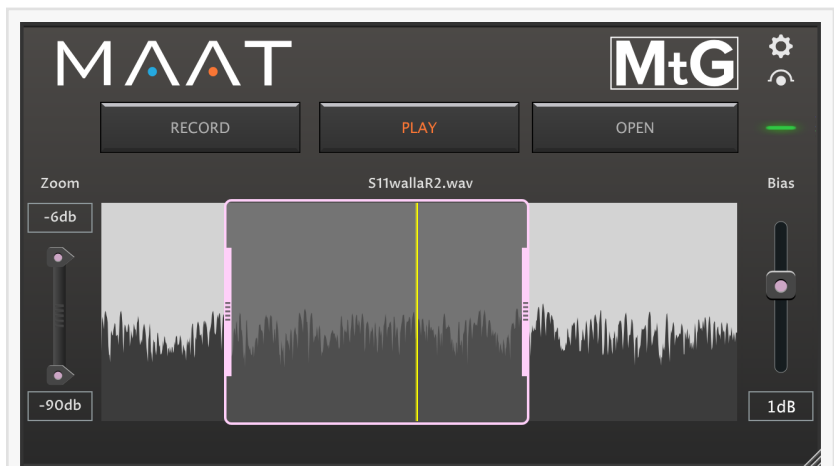 MAAT
MtG
RECORD
PLAY
OPEN
Zoom
S11wallaR2.wav
Bias
-6db
-90db
1dB